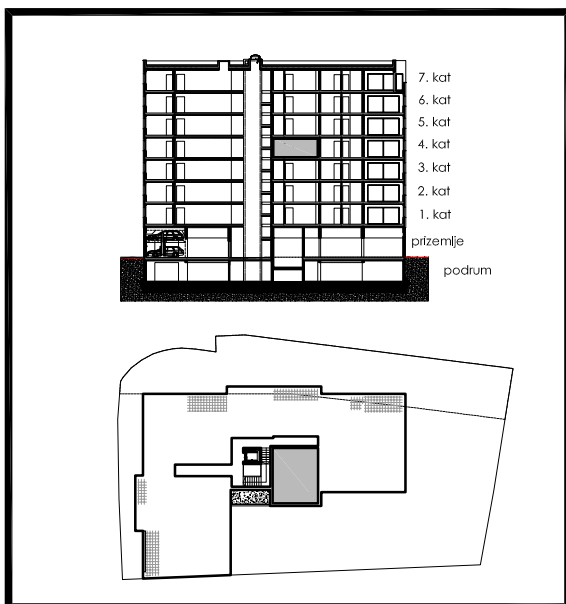 7. kat
6. kat
5. kat
4. kat
3. kat
2. kat
1. kat
prizemlje
podrum